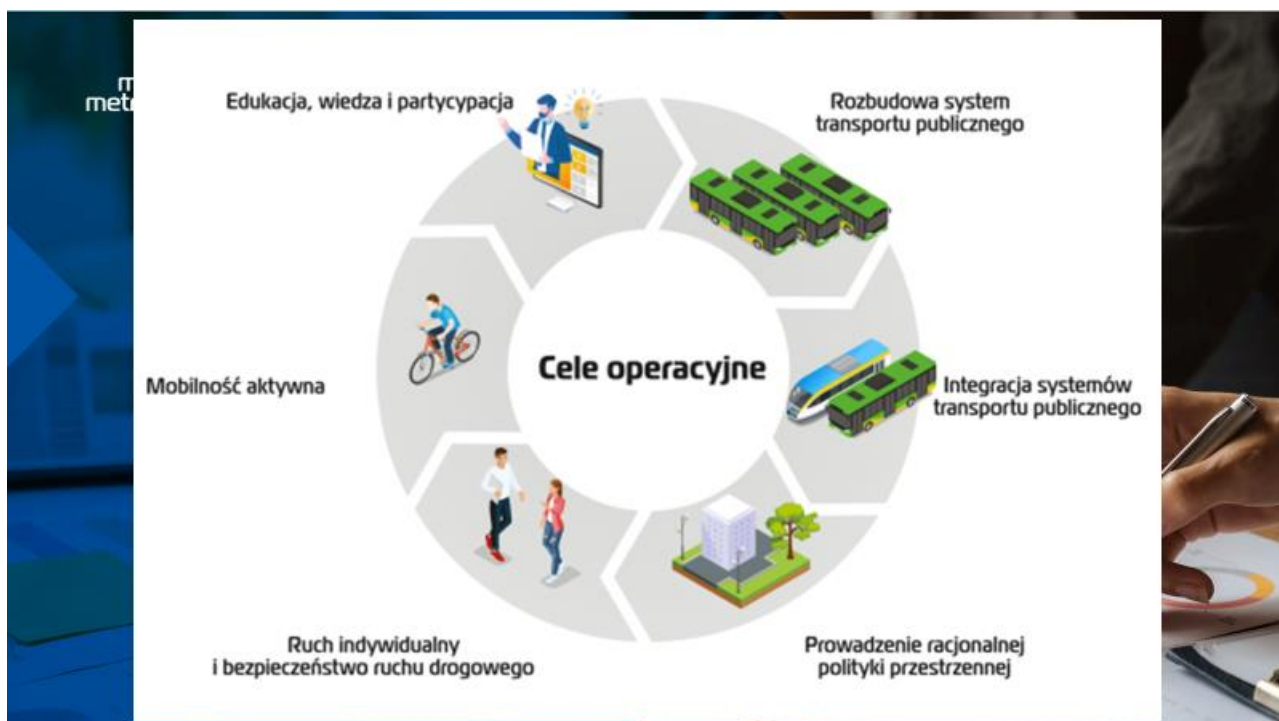 Edukacja, wiedza i partycypacja
Rozbudowa system
transportu publicznego
Cele operacyjne
Mobilność aktywna
Integracja systemów
transportu publicznego
Ruch indywidualny
i bezpieczeństwo ruchu drogowego
Prowadzenie racjonalnej
polityki przestrzennej